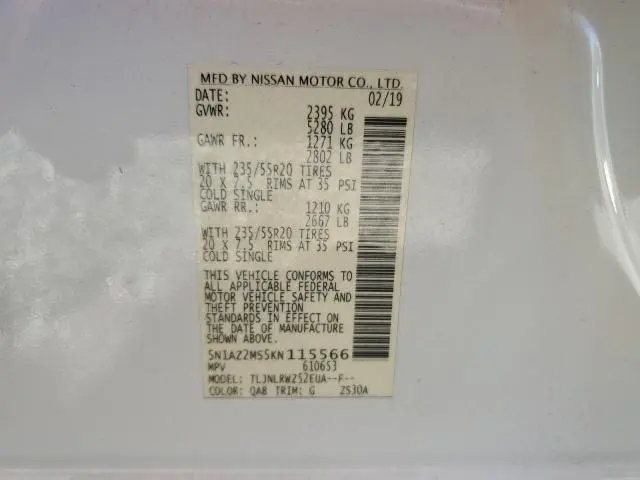 MFD BY NISSAN MOTOR CO., LTD.
DATE: 02/19
GVWR: 2395 KG
5280 LB
GAWR FR.: 1271 KG
2802 LB
WITH 235/55R20 TIRES
20 X 7.5 RIMS AT 35 PSI
COLD SINGLE
GAWR RR.: 1210 KG
2667 LB
WITH 235/55R20 TIRES
20 X 7.5 RIMS AT 35 PSI
COLD SINGLE
THIS VEHICLE CONFORMS TO
ALL APPLICABLE FEDERAL
MOTOR VEHICLE SAFETY AND
THEFT PREVENTION
STANDARDS IN EFFECT ON
THE DATE OF MANUFACTURE
SHOWN ABOVE.
5N1AZ2MS5KN115566
MPV 610653
MODEL: TLJNLRWZ52EUA--F--
COLOR: QAB TRIM: G 2S30A